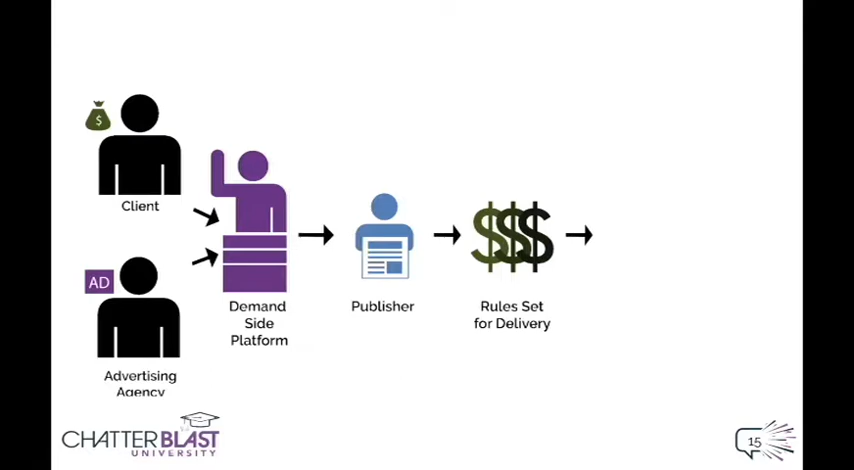 $
Client
AD
Advertising
Agency
Demand
Side
Platform
Publisher
$$$
Rules Set
for Delivery
CHATTERBLAST
UNIVERSITY
15